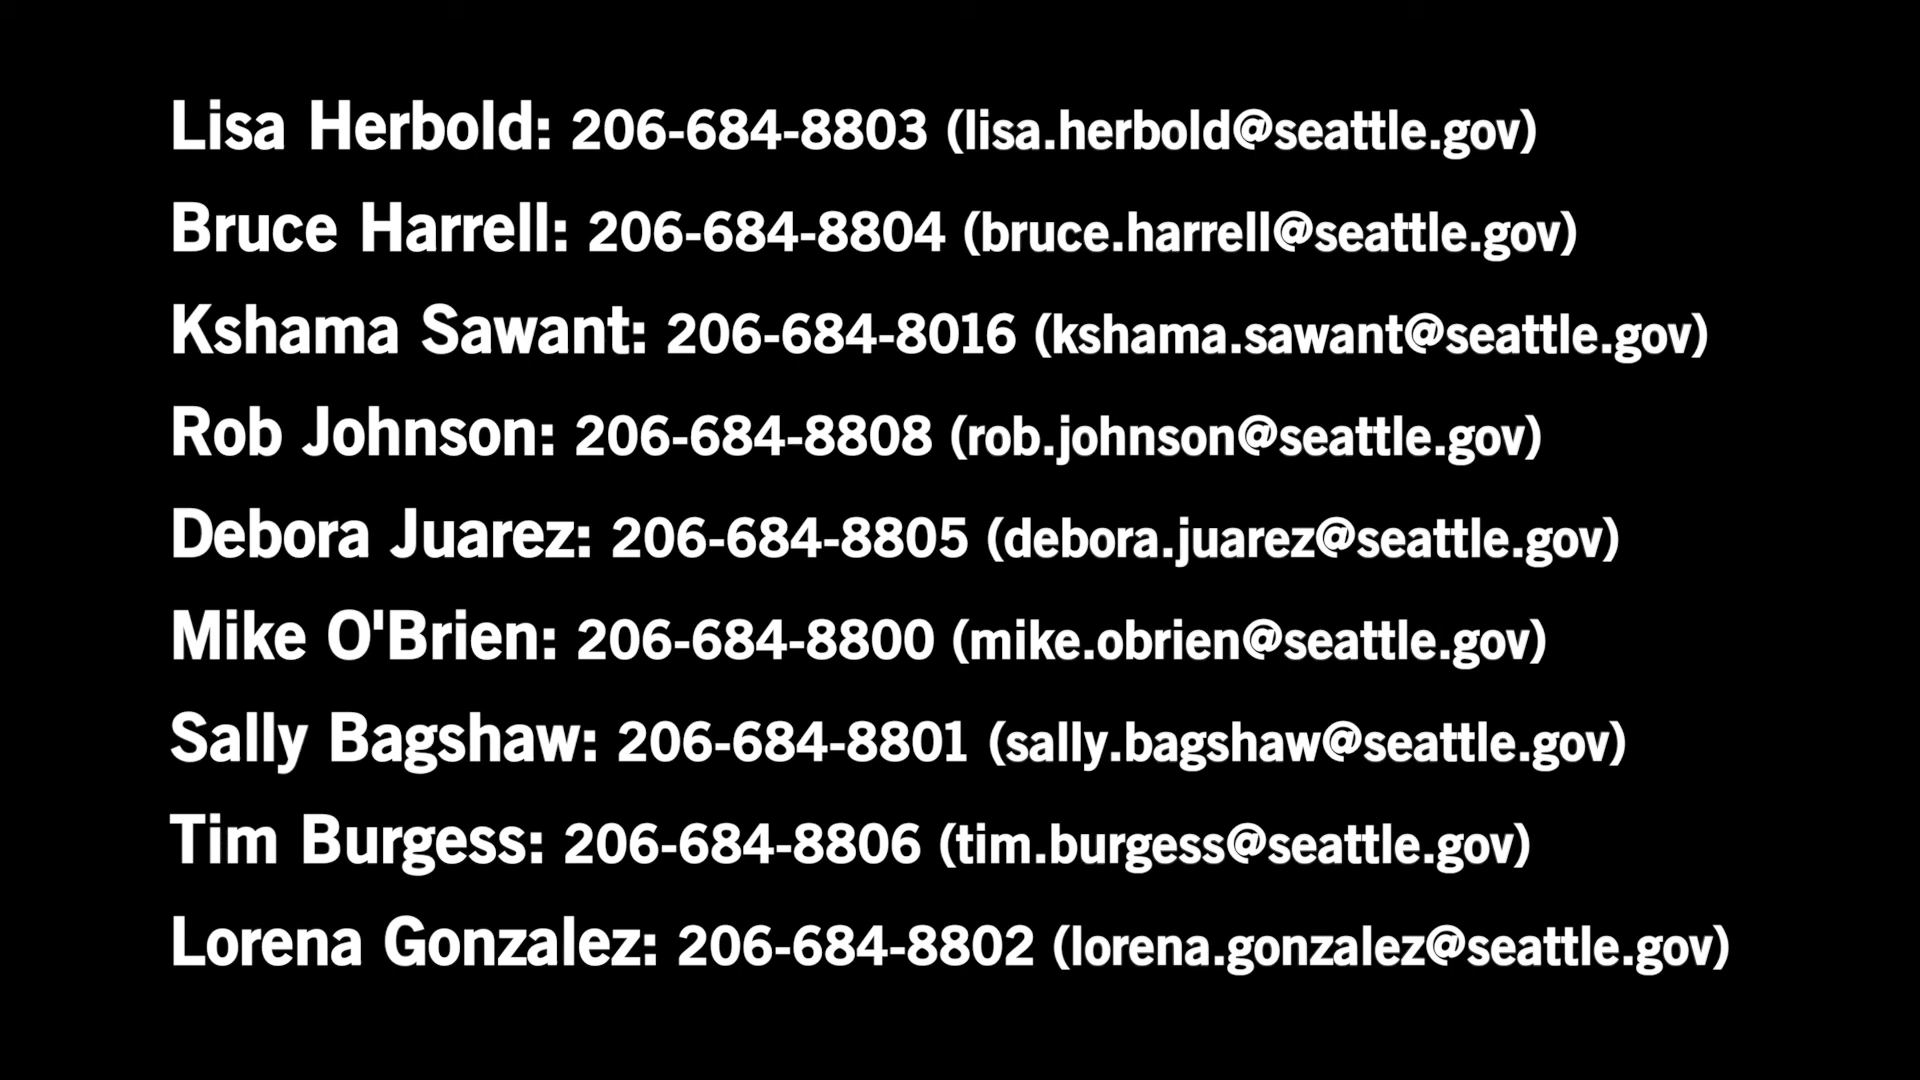 Lisa Herbold: 206-684-8803 (lisa.herbold@seattle.gov)
Bruce Harrell: 206-684-8804 (bruce.harrell@seattle.gov)
Kshama Sawant: 206-684-8016 (kshama.sawant@seattle.gov)
Rob Johnson: 206-684-8808 (rob.johnson@seattle.gov)
Debora Juarez: 206-684-8805 (debora.juarez@seattle.gov)
Mike O'Brien: 206-684-8800 (mike.obrien@seattle.gov)
Sally Bagshaw: 206-684-8801 (sally.bagshaw@seattle.gov)
Tim Burgess: 206-684-8806 (tim.burgess@seattle.gov)
Lorena Gonzalez: 206-684-8802 (lorena.gonzalez@seattle.gov)